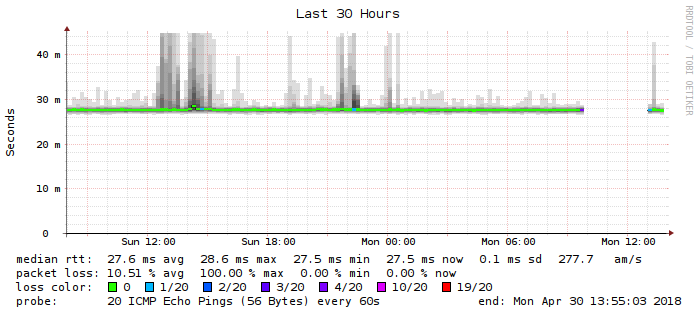 Last 30 Hours
RRDTOOL / TOBI OETIKER
Seconds
40 m
30 m
20 m
10 m
0
Sun 12:00 Sun 18:00 Mon 00:00 Mon 06:00 Mon 12:00
median rtt: 27.6 ms avg 28.6 ms max 27.5 ms min 27.5 ms now 0.1 ms sd 277.7 am/s
packet loss: 10.51 % avg 100.00 % max 0.00 % min 0.00 % now
loss color: 0 1/20 2/20 3/20 4/20 10/20 19/20
probe: 20 ICMP Echo Pings (56 Bytes) every 60s end: Mon Apr 30 13:55:03 2018